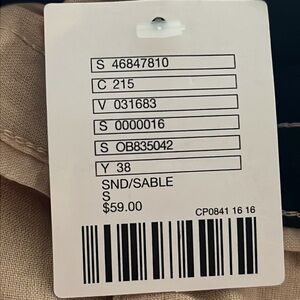 S 46847810
C 215
V 031683
S 0000016
S OB835042
Y 38
SND/SABLE
S
$59.00
CP0841 16 16